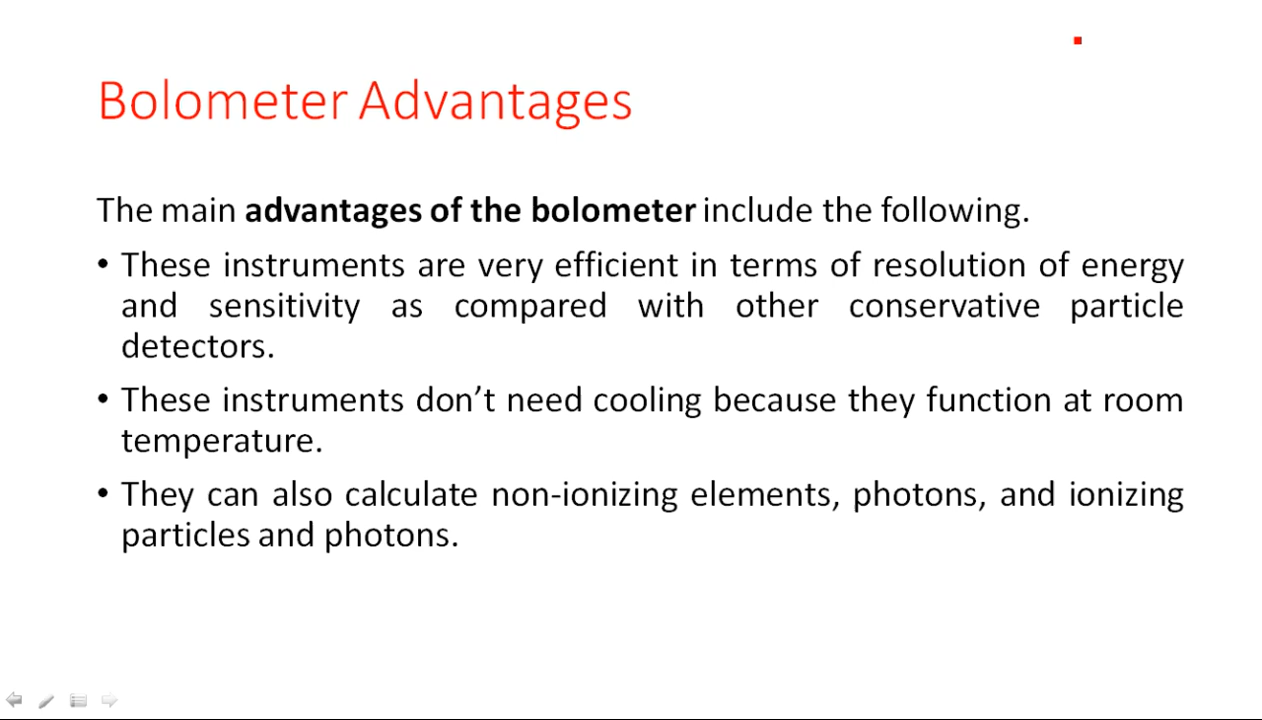 Bolometer Advantages
The main advantages of the bolometer include the following.
• These instruments are very efficient in terms of resolution of energy
and sensitivity as compared with other conservative particle
detectors.
• These instruments don’t need cooling because they function at room
temperature.
• They can also calculate non-ionizing elements, photons, and ionizing
particles and photons.